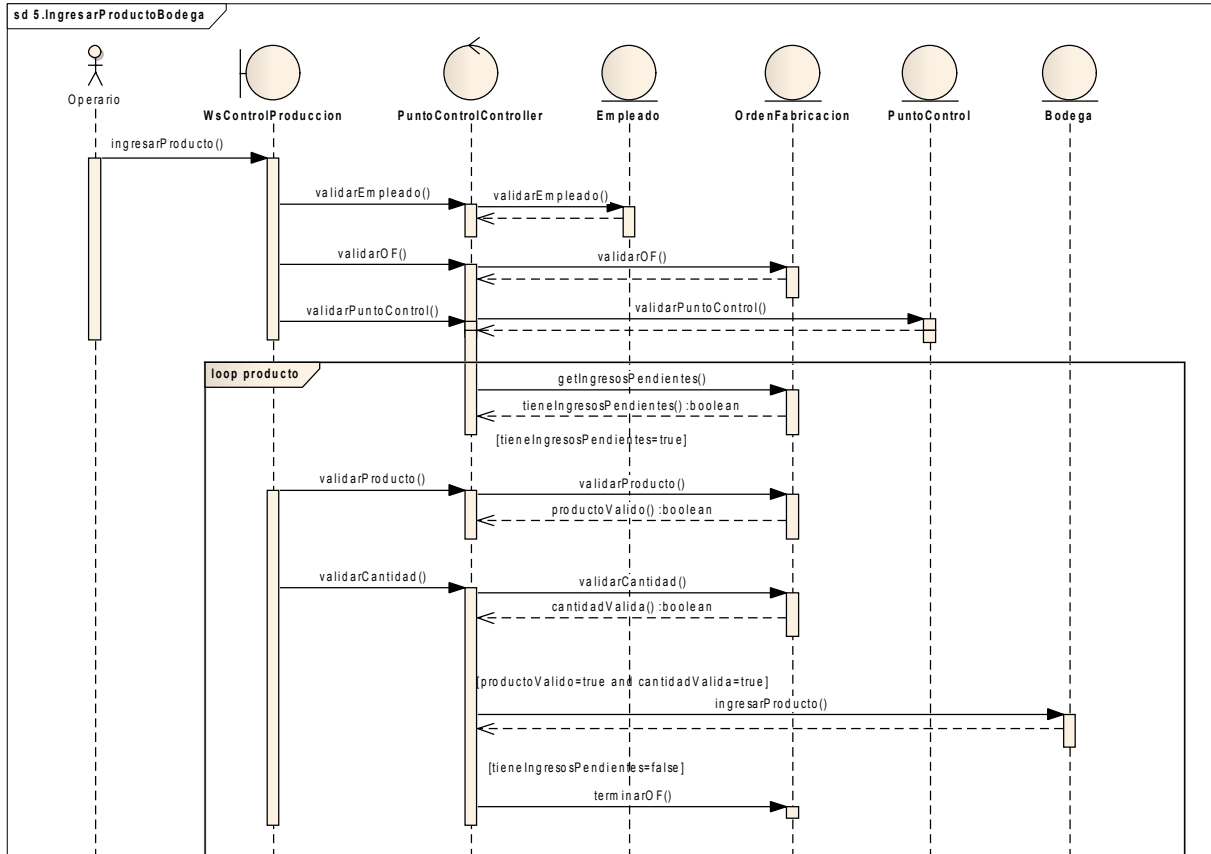 sd 5.IngresarProductoBodega
Operario
WsControlProduccion
PuntoControlController
Empleado
OrdenFabricacion
PuntoControl
Bodega
ingresarProducto()
validarEmpleado()
validarEmpleado()
validarOF()
validarOF()
validarPuntoControl()
validarPuntoControl()
loop producto
getIngresosPendientes()
tieneIngresosPendientes() :boolean
[tieneIngresosPendientes=true]
validarProducto()
validarProducto()
productoValido() :boolean
validarCantidad()
validarCantidad()
cantidadValida() :boolean
[productoValido=true and cantidadValida=true]
ingresarProducto()
[tieneIngresosPendientes=false]
terminarOF()